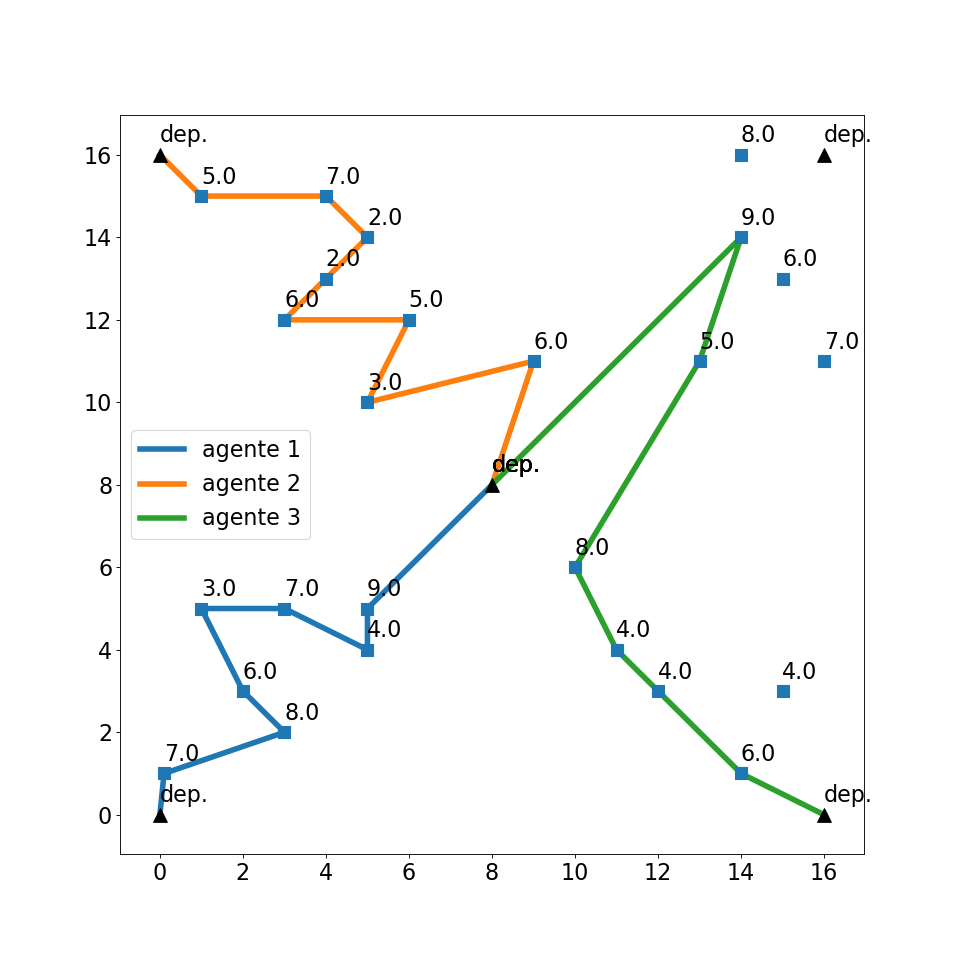 dep. 8.0 dep.
16
5.0 7.0
2.0 9.0
14
2.0 6.0
6.0 5.0
12
6.0 5.0 7.0
3.0
10
agente 1
dep.
8
agente 2
agente 3
8.0
6
3.0 7.0 9.0
4.0 4.0
4
6.0 4.0 4.0
8.0
2
7.0 6.0
dep. dep.
0
0 2 4 6 8 10 12 14 16